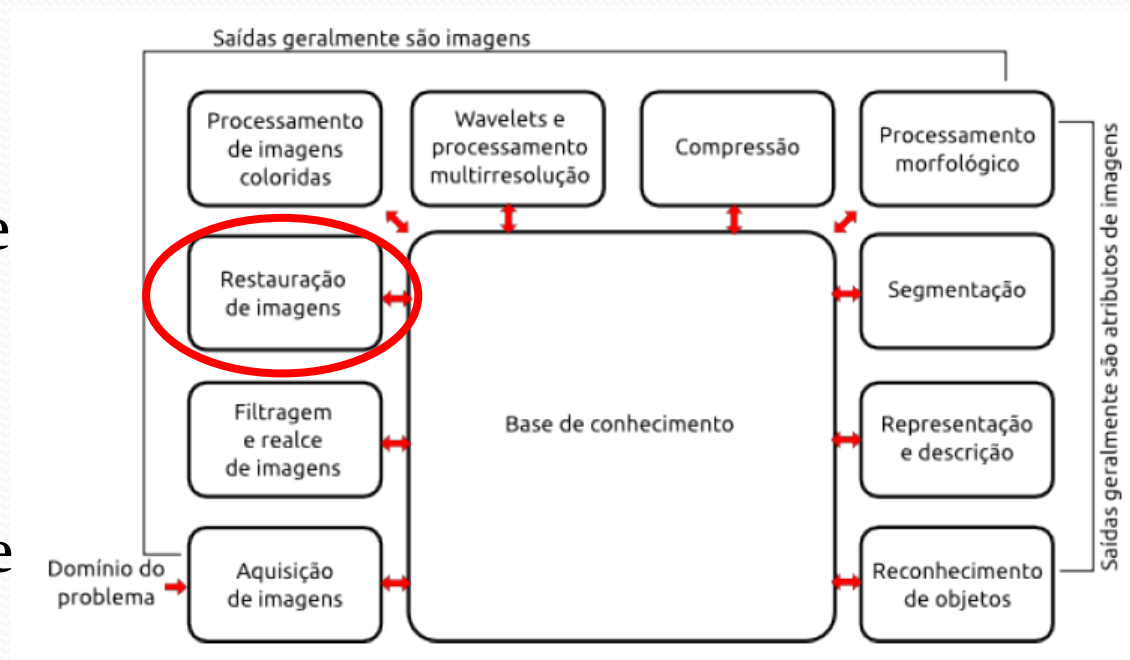 Saídas geralmente são imagens
Processamento
de imagens
coloridas
Wavelets e
processamento
multirresolução
Compressão
Processamento
morfológico
e
Restauração
de imagens
Segmentação
Filtragem
e realce
de imagens
Base de conhecimento
Representação
e descrição
e
Domínio do
problema
Aquisição
de imagens
Reconhecimento
de objetos
Saídas geralmente são atributos de imagens